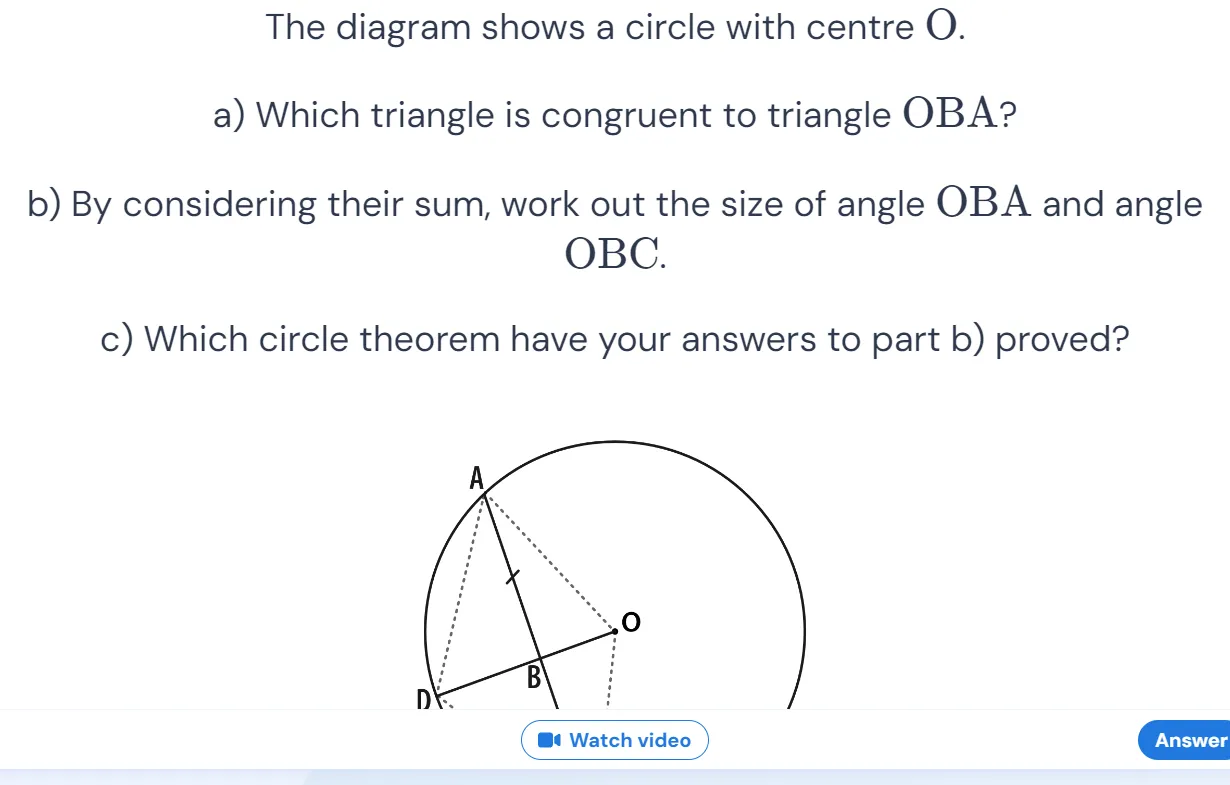 The diagram shows a circle with centre O.
a) Which triangle is congruent to triangle OBA?
b) By considering their sum, work out the size of angle OBA and angle
OBC.
c) Which circle theorem have your answers to part b) proved?
A
O
B
D
Watch video
Answer